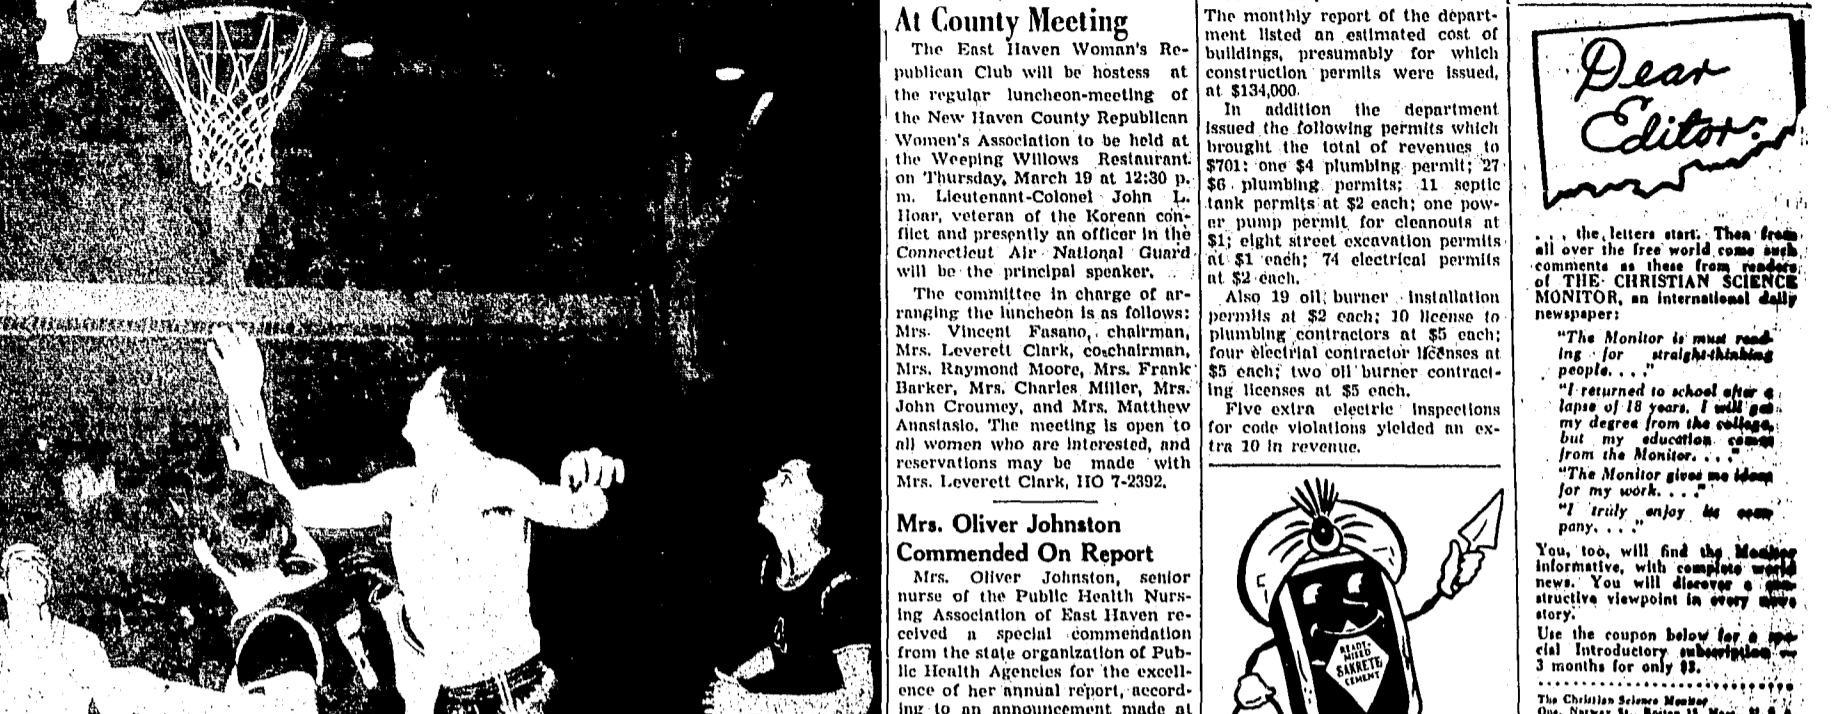 At County Meeting
The East Haven Woman's Re-
publican Club will be hostess at
the regular luncheon-meeting of
the New Haven County Republican
Women's Association to be held at
the Weeping Willows Restaurant
on Thursday, March 19 at 12:30 p.
m. Lieutenant-Colonel John L.
Hoar, veteran of the Korean con-
flict and presently an officer in the
Connecticut Air National Guard
will be the principal speaker.
The committee in charge of ar-
ranging the luncheon is as follows:
Mrs. Vincent Fasano, chairman,
Mrs. Leverett Clark, co-chairman,
Mrs. Raymond Moore, Mrs. Frank
Barker, Mrs. Charles Miller, Mrs.
John Croumey, and Mrs. Matthew
Anastasio. The meeting is open to
all women who are interested, and
reservations may be made with
Mrs. Leverett Clark, HO 7-2392.
Mrs. Oliver Johnston
Commended On Report
Mrs. Oliver Johnston, senior
nurse of the Public Health Nurs-
ing Association of East Haven re-
ceived a special commendation
from the state organization of Pub-
lic Health Agencies for the excell-
ence of her annual report, accord-
ing to an announcement made at
The monthly report of the depart-
ment listed an estimated cost of
buildings, presumably for which
construction permits were issued,
at $134,000.
In addition the department
issued the following permits which
brought the total of revenues to
$701: one $4 plumbing permit; 27
$6 plumbing permits; 11 septic
tank permits at $2 each; one pow-
er pump permit for cleanouts at
$1; eight street excavation permits
at $1 each; 74 electrical permits
at $2 each.
Also 19 oil burner installation
permits at $2 each; 10 license to
plumbing contractors at $5 each;
four electrial contractor licenses at
$5 each; two oil burner contract-
ing licenses at $5 each.
Five extra electric inspections
for code violations yielded an ex-
tra 10 in revenue.
READY-
MIXED
SAKRETE
CEMENT
Dear
Editor:
. . . the letters start. Then from
all over the free world come such
comments as these from readers
of THE CHRISTIAN SCIENCE
MONITOR, an international daily
newspaper:
"The Monitor is must read-
ing for straight-thinking
people. . . ."
"I returned to school after a
lapse of 18 years. I will get
my degree from the college,
but my education comes
from the Monitor. . . ."
"The Monitor gives me ideas
for my work. . . ."
"I truly enjoy its com-
pany. . . ."
You, too, will find the Monitor
informative, with complete world
news. You will discover a con-
structive viewpoint in every news
story.
Use the coupon below for a spe-
cial Introductory subscription —
3 months for only $3.
The Christian Science Monitor
One, Norway St., Boston 15, Mass.